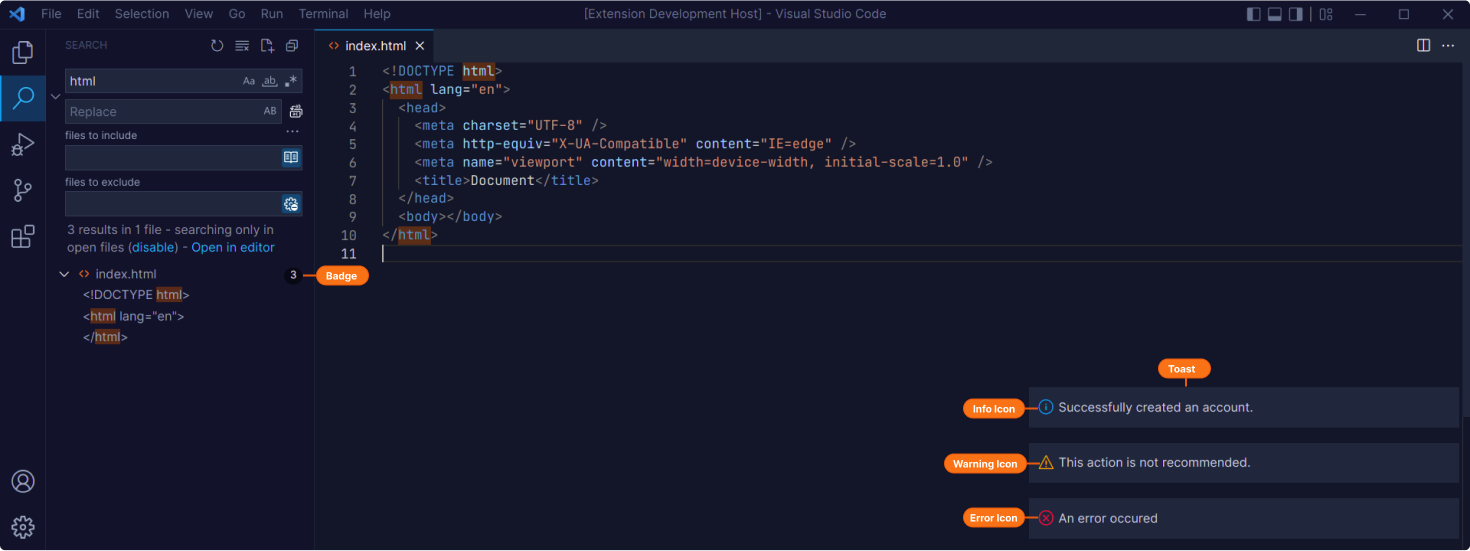 File Edit Selection View Go Run Terminal Help [Extension Development Host] - Visual Studio Code
SEARCH
html Aa ab .*
Replace AB
files to include
...
files to exclude
3 results in 1 file - searching only in
open files (disable) - Open in editor
index.html 3
<!DOCTYPE html>
<html lang="en">
</html>
Badge
<> index.html
1 <!DOCTYPE html>
2 <html lang="en">
3 <head>
4 <meta charset="UTF-8" />
5 <meta http-equiv="X-UA-Compatible" content="IE=edge" />
6 <meta name="viewport" content="width=device-width, initial-scale=1.0" />
7 <title>Document</title>
8 </head>
9 <body></body>
10 </html>
11
Toast
Info Icon Successfully created an account.
Warning Icon This action is not recommended.
Error Icon An error occured